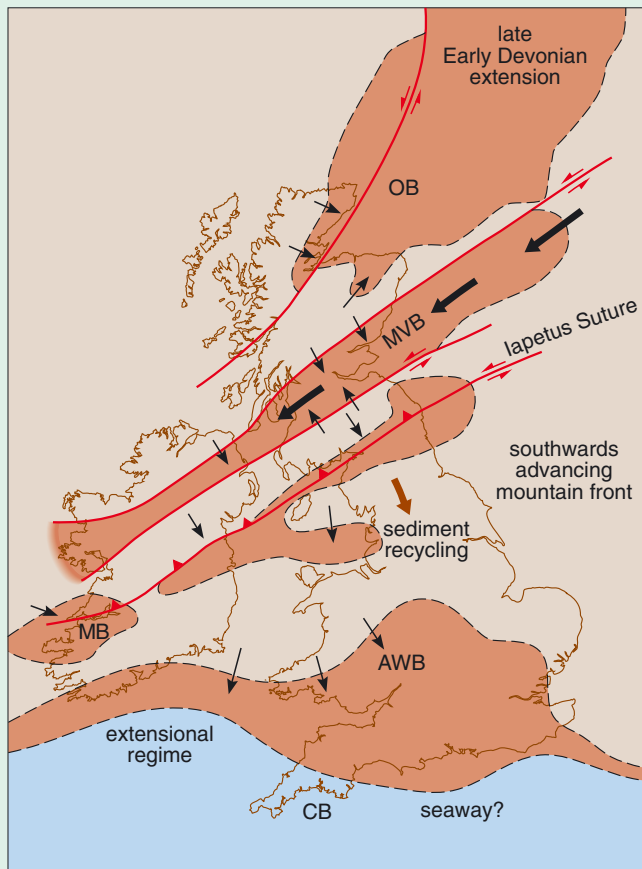 late
Early Devonian
extension
OB
MVB
Iapetus Suture
southwards
advancing
mountain front
sediment
recycling
MB
AWB
extensional
regime
CB
seaway?